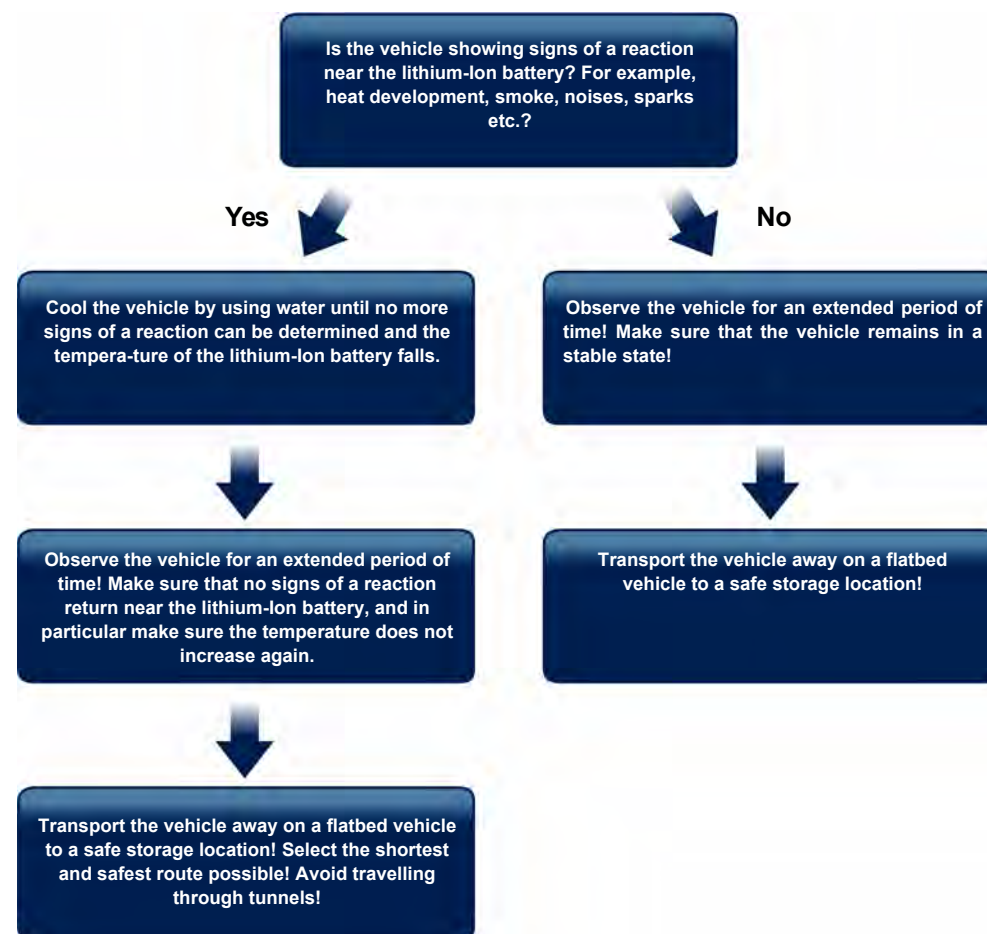 Is the vehicle showing signs of a reaction
near the lithium-Ion battery? For example,
heat development, smoke, noises, sparks
etc.?
Yes
No
Cool the vehicle by using water until no more
signs of a reaction can be determined and the
tempera-ture of the lithium-Ion battery falls.
Observe the vehicle for an extended period of
time! Make sure that the vehicle remains in a
stable state!
Observe the vehicle for an extended period of
time! Make sure that no signs of a reaction
return near the lithium-Ion battery, and in
particular make sure the temperature does not
increase again.
Transport the vehicle away on a flatbed
vehicle to a safe storage location!
Transport the vehicle away on a flatbed vehicle
to a safe storage location! Select the shortest
and safest route possible! Avoid travelling
through tunnels!